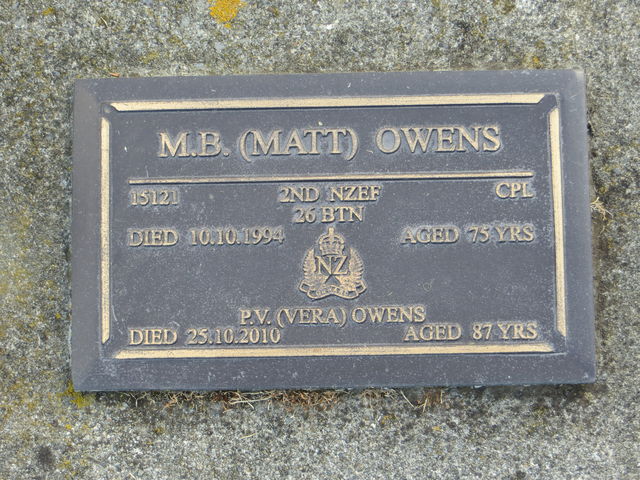 M.B. (MATT) OWENS
15121 2ND NZEF CPL
26 BTN
DIED 10.10.1994 AGED 75 YRS
NZ
P.V. (VERA) OWENS
DIED 25.10.2010 AGED 87 YRS